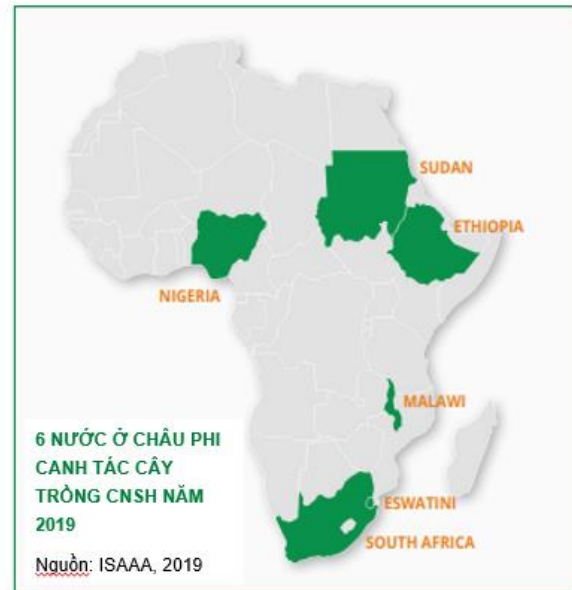 SUDAN
ETHIOPIA
NIGERIA
MALAWI
ESWATINI
SOUTH AFRICA
6 NƯỚC Ở CHÂU PHI
CANH TÁC CÂY
TRỒNG CNSH NĂM
2019
Nguồn: ISAAA, 2019